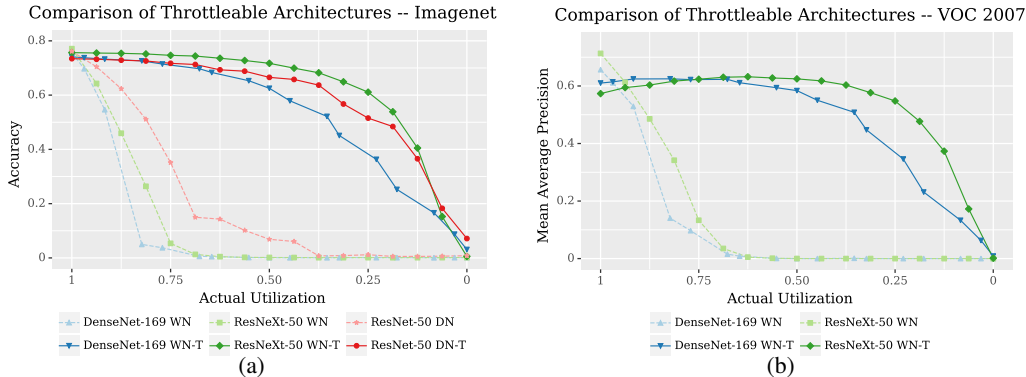 Comparison of Throttleable Architectures -- Imagenet
0.8
0.6
0.4
0.2
0
Accuracy
1 0.75 0.50 0.25 0
Actual Utilization
DenseNet-169 WN ResNeXt-50 WN ResNet-50 DN
DenseNet-169 WN-T ResNeXt-50 WN-T ResNet-50 DN-T
(a)
Comparison of Throttleable Architectures -- VOC 2007
0.6
0.4
0.2
0
Mean Average Precision
1 0.75 0.50 0.25 0
Actual Utilization
DenseNet-169 WN ResNeXt-50 WN
DenseNet-169 WN-T ResNeXt-50 WN-T
(b)